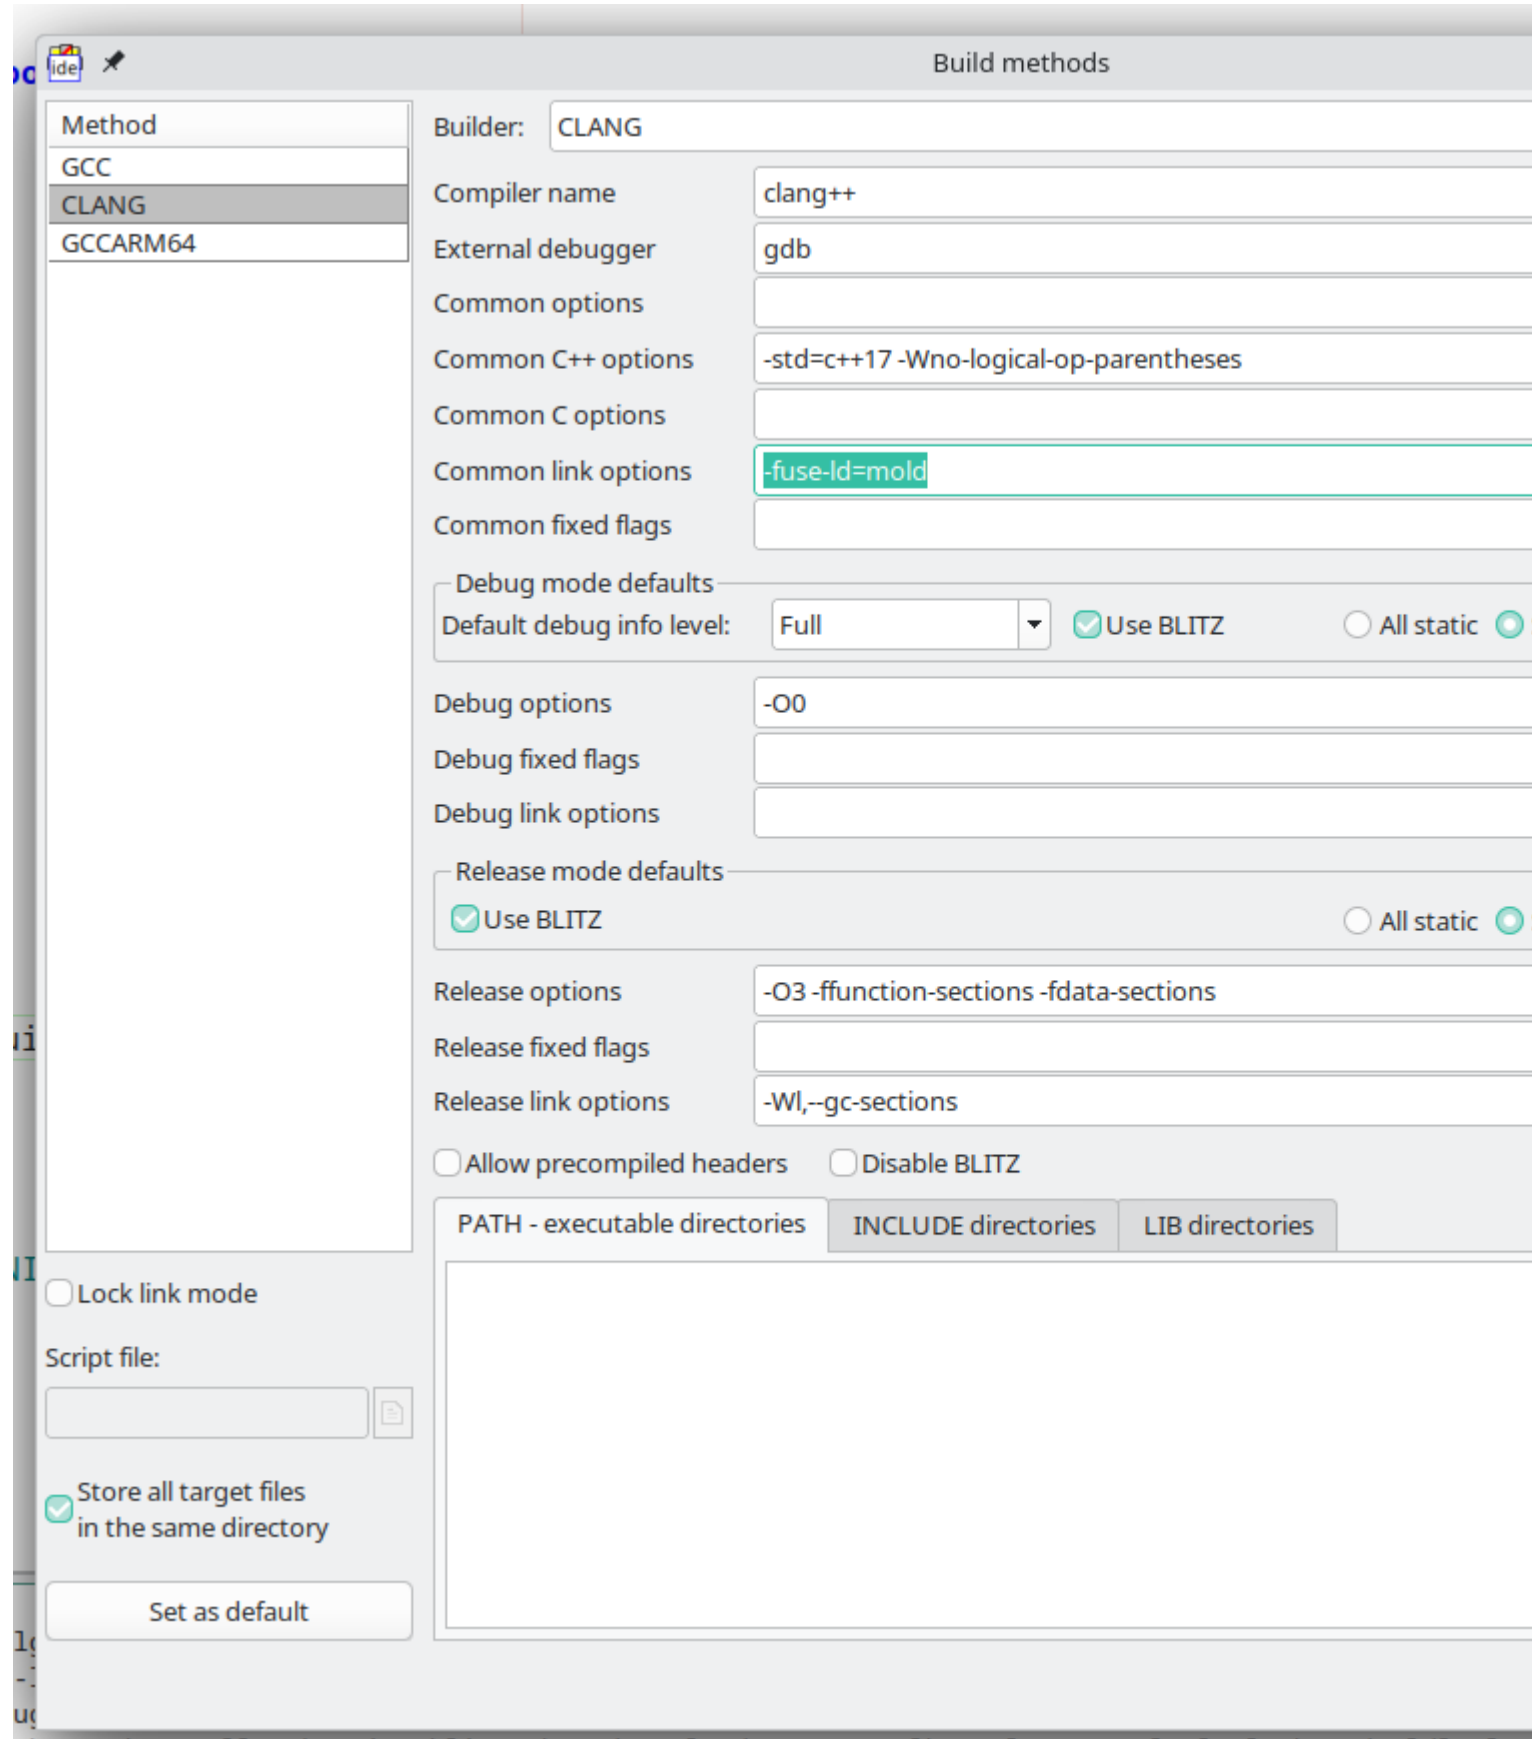 ide
Build methods
Method
GCC
CLANG
GCCARM64
Builder: CLANG
Compiler name clang++
External debugger gdb
Common options
Common C++ options -std=c++17 -Wno-logical-op-parentheses
Common C options
Common link options -fuse-ld=mold
Common fixed flags
Debug mode defaults
Default debug info level: Full Use BLITZ All static
Debug options -O0
Debug fixed flags
Debug link options
Release mode defaults
Use BLITZ All static
Release options -O3 -ffunction-sections -fdata-sections
Release fixed flags
Release link options -Wl,--gc-sections
Allow precompiled headers Disable BLITZ
PATH - executable directories INCLUDE directories LIB directories
Lock link mode
Script file:
Store all target files
in the same directory
Set as default